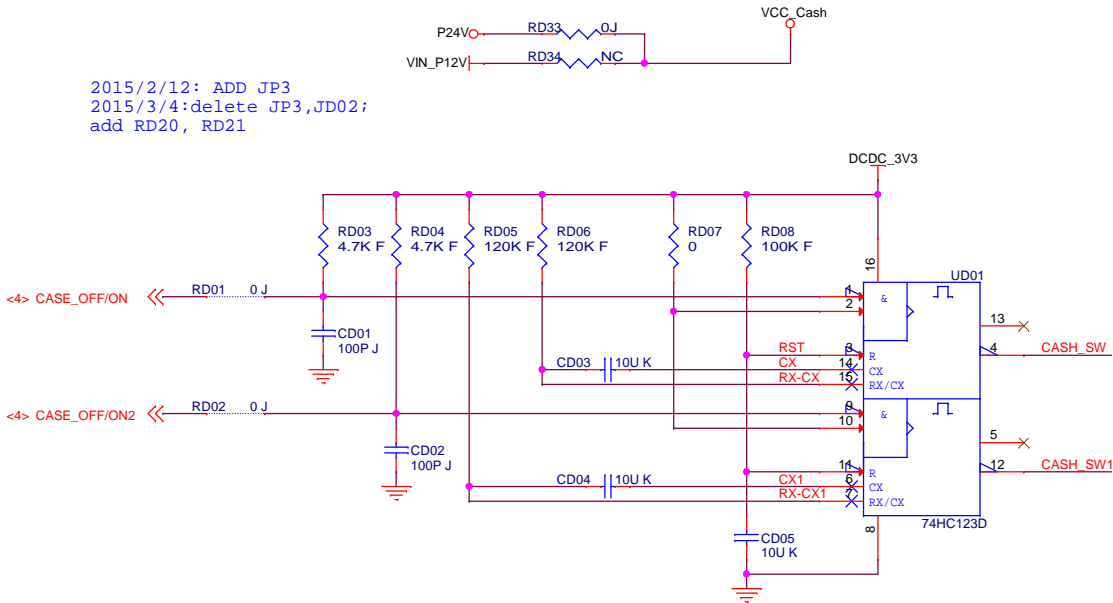 VCC_Cash
P24V RD33 0J
VIN_P12V RD34 NC
2015/2/12: ADD JP3
2015/3/4:delete JP3,JD02;
add RD20, RD21
DCDC_3V3
RD03 4.7K F
RD04 4.7K F
RD05 120K F
RD06 120K F
RD07 0
RD08 100K F
16
UD01
<4> CASE_OFF/ON RD01 0 J
1
2
&
13
CD01
100P J
RST 3 R
4 CASH_SW
CD03 10U K CX 14 CX
RX-CX 15 RX/CX
<4> CASE_OFF/ON2 RD02 0 J
9
10
&
5
CD02
100P J
11 R
12 CASH_SW1
CD04 10U K CX1 6 CX
RX-CX1 7 RX/CX
8
74HC123D
CD05
10U K